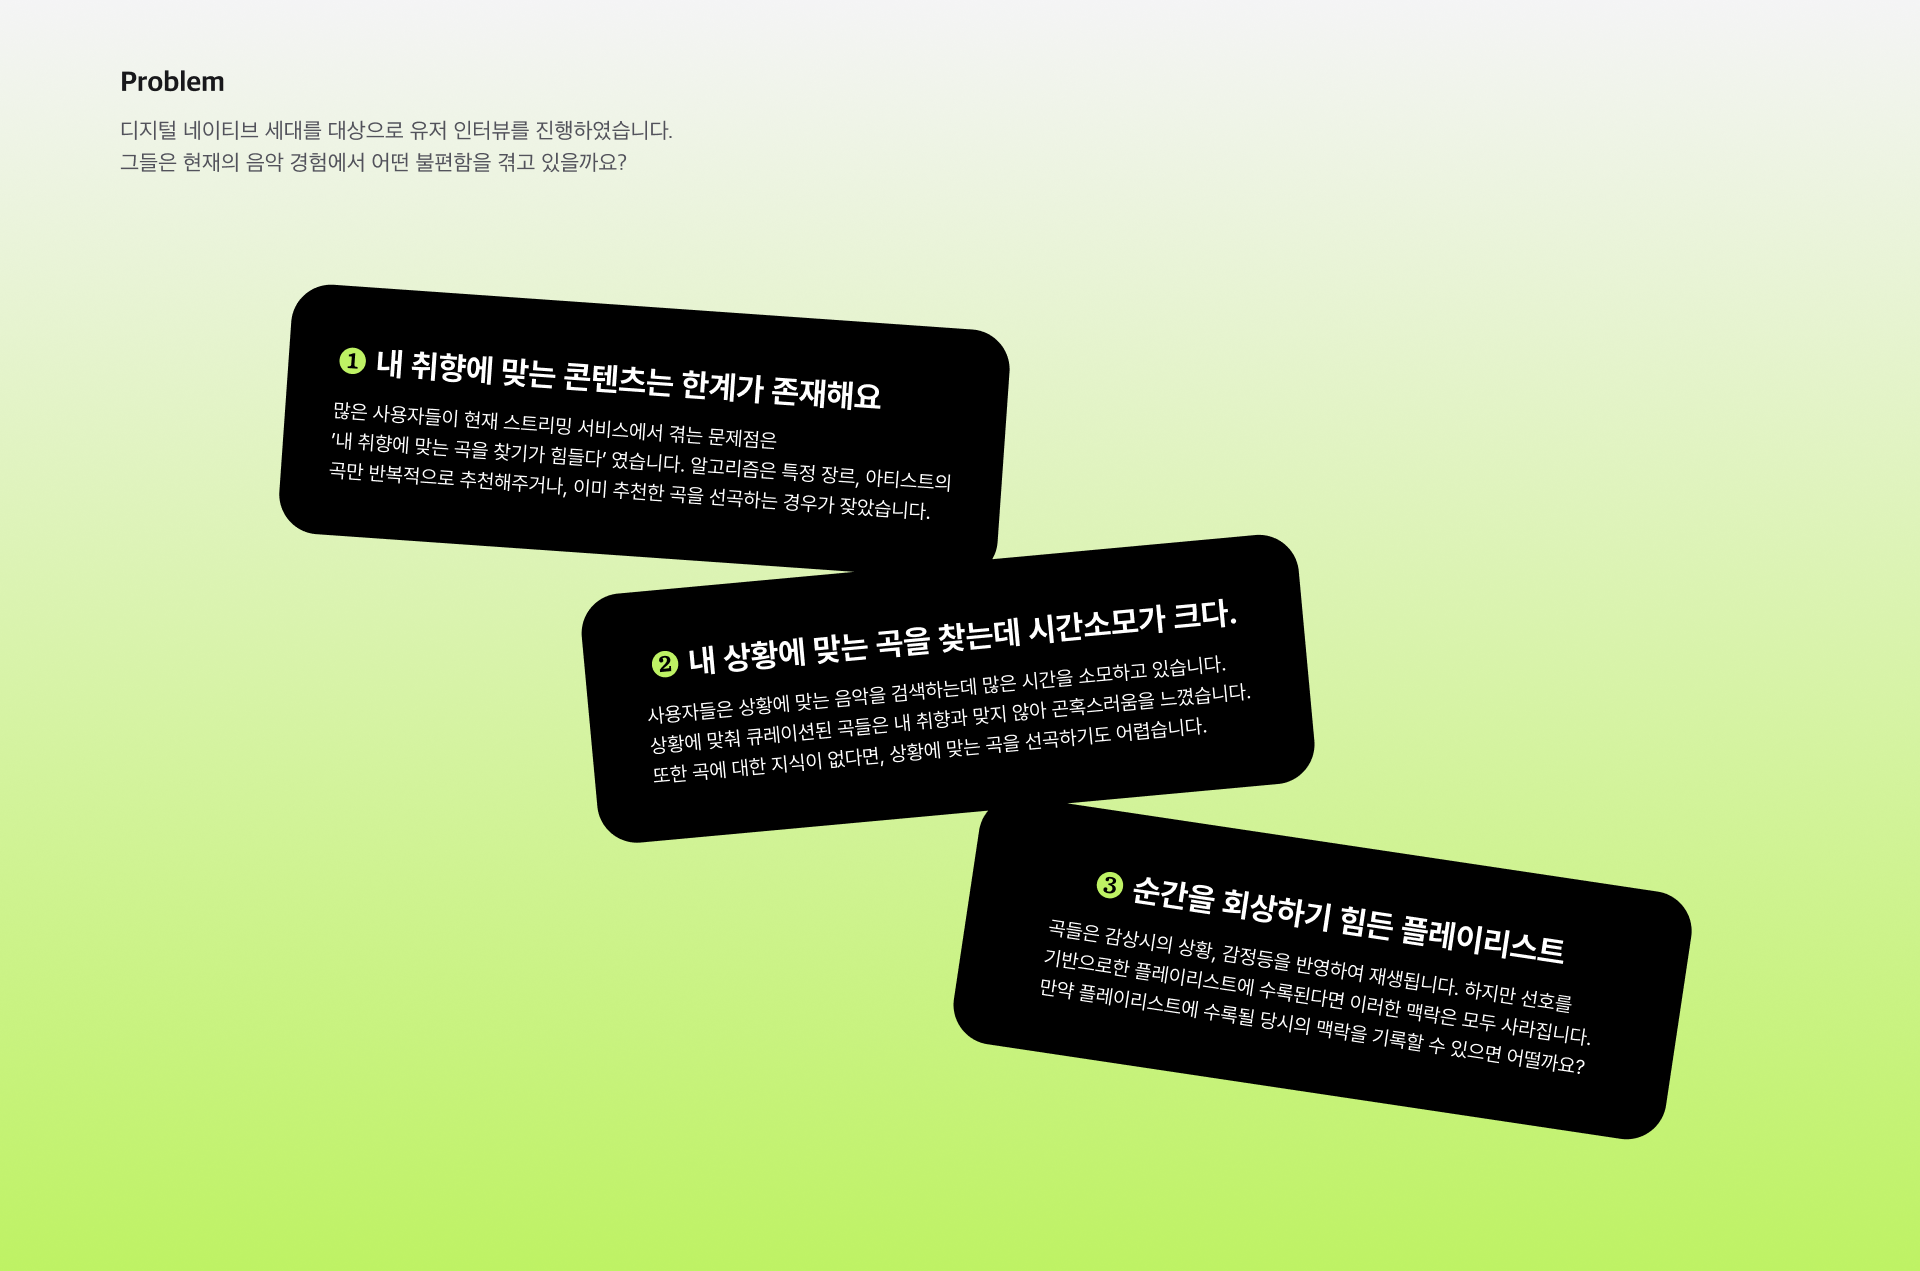 Problem
디지털 네이티브 세대를 대상으로 유저 인터뷰를 진행하였습니다.
그들은 현재의 음악 경험에서 어떤 불편함을 겪고 있을까요?
1 내 취향에 맞는 콘텐츠는 한계가 존재해요
많은 사용자들이 현재 스트리밍 서비스에서 겪는 문제점은
'내 취향에 맞는 곡을 찾기가 힘들다' 였습니다. 알고리즘은 특정 장르, 아티스트의
곡만 반복적으로 추천해주거나, 이미 추천한 곡을 선곡하는 경우가 잦았습니다.
2 내 상황에 맞는 곡을 찾는데 시간소모가 크다.
사용자들은 상황에 맞는 음악을 검색하는데 많은 시간을 소모하고 있습니다.
상황에 맞춰 큐레이션된 곡들은 내 취향과 맞지 않아 곤혹스러움을 느꼈습니다.
또한 곡에 대한 지식이 없다면, 상황에 맞는 곡을 선곡하기도 어렵습니다.
3 순간을 회상하기 힘든 플레이리스트
곡들은 감상시의 상황, 감정등을 반영하여 재생됩니다. 하지만 선호를
기반으로한 플레이리스트에 수록된다면 이러한 맥락은 모두 사라집니다.
만약 플레이리스트에 수록될 당시의 맥락을 기록할 수 있으면 어떨까요?